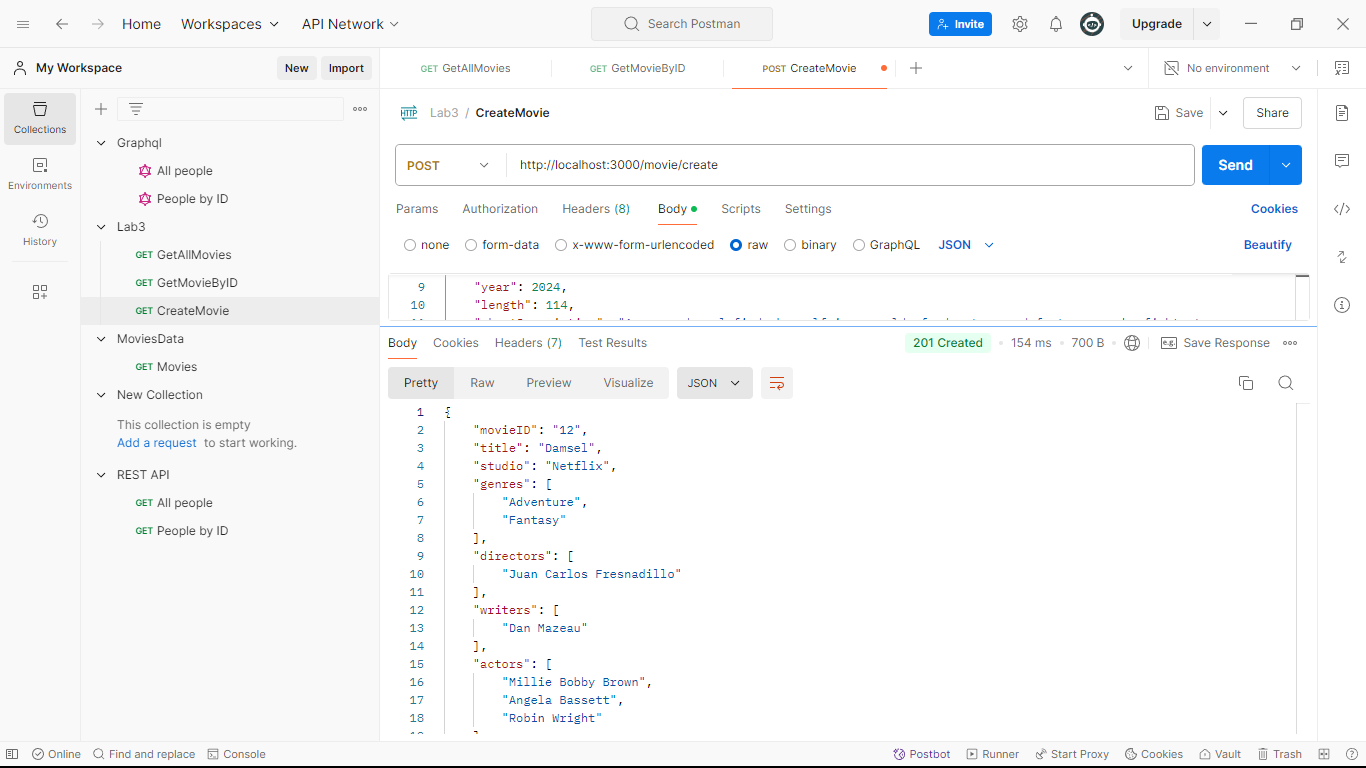 Home Workspaces API Network Search Postman Invite Upgrade
My Workspace New Import
GET GetAllMovies GET GetMovieByID POST CreateMovie No environment
Collections
Environments
History
Graphql
All people
People by ID
Lab3
GET GetAllMovies
GET GetMovieByID
GET CreateMovie
MoviesData
GET Movies
New Collection
This collection is empty
Add a request to start working.
REST API
GET All people
GET People by ID
HTTP Lab3 / CreateMovie Save Share
POST http://localhost:3000/movie/create Send
Params Authorization Headers (8) Body Scripts Settings Cookies
none form-data x-www-form-urlencoded raw binary GraphQL JSON Beautify
9 "year": 2024,
10 "length": 114,
Body Cookies Headers (7) Test Results 201 Created 154 ms 700 B e.g. Save Response
Pretty Raw Preview Visualize JSON
1 {
2 "movieID": "12",
3 "title": "Damsel",
4 "studio": "Netflix",
5 "genres": [
6 "Adventure",
7 "Fantasy"
8 ],
9 "directors": [
10 "Juan Carlos Fresnadillo"
11 ],
12 "writers": [
13 "Dan Mazeau"
14 ],
15 "actors": [
16 "Millie Bobby Brown",
17 "Angela Bassett",
18 "Robin Wright"
Online Find and replace Console Postbot Runner Start Proxy Cookies Vault Trash